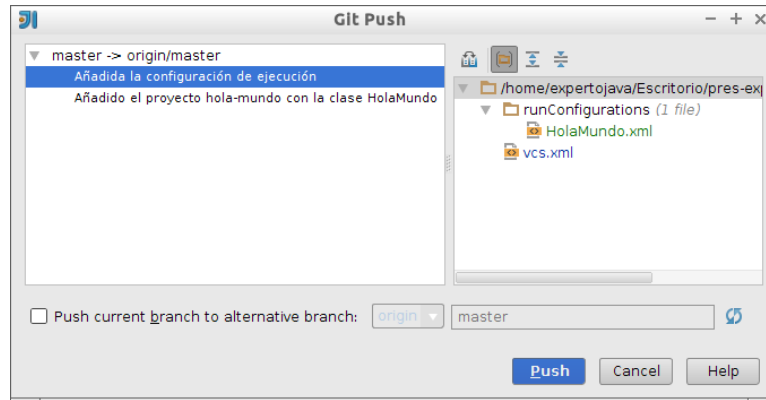 Git Push
master -> origin/master
Añadida la configuración de ejecución
Añadido el proyecto hola-mundo con la clase HolaMundo
/home/expertojava/Escritorio/pres-ex
runConfigurations (1 file)
HolaMundo.xml
vcs.xml
Push current branch to alternative branch: origin master
Push Cancel Help